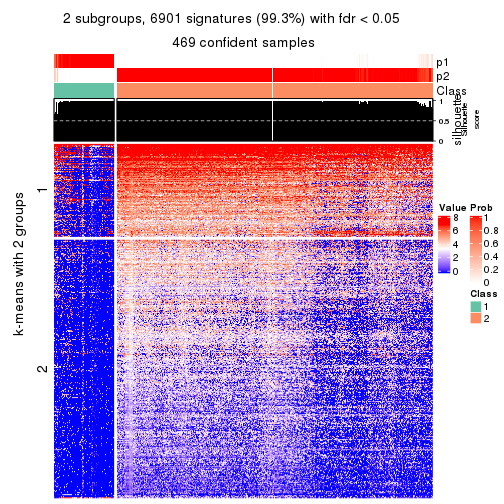 2 subgroups, 6901 signatures (99.3%) with fdr < 0.05
469 confident samples
p1
p2
Class
silhouette
Silhouette
score
1
0.5
0
k-means with 2 groups
1
2
Value
8
6
4
2
0
Prob
1
0.8
0.6
0.4
0.2
0
Class
1
2